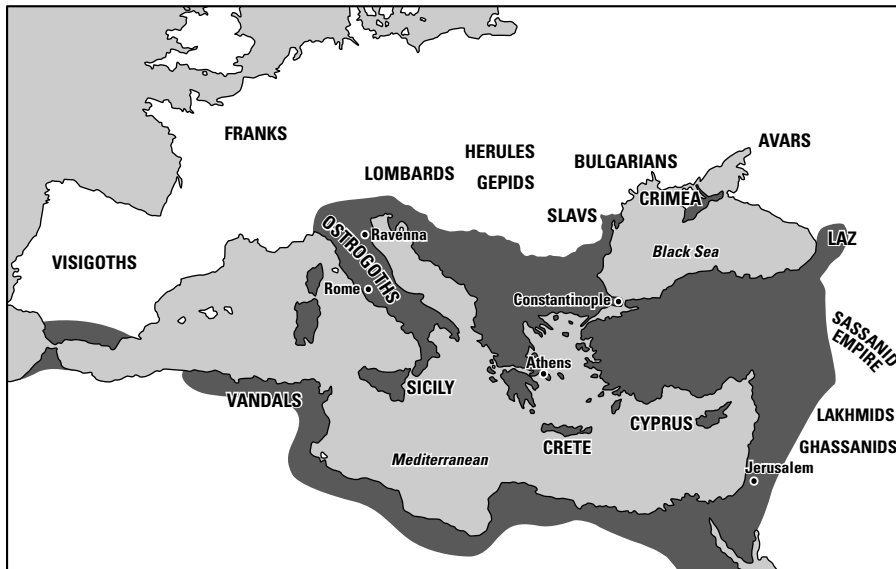 AVARS
FRANKS
HERULES
BULGARIANS
LOMBARDS
GEPIDS
CRIMEA
SLAVS
OSTROGOTHS
Ravenna
LAZ
Black Sea
VISIGOTHS
Rome
Constantinople
SASSANID
EMPIRE
Athens
SICILY
VANDALS
CYPRUS
LAKHMIDS
CRETE
GHASSANIDS
Mediterranean
Jerusalem